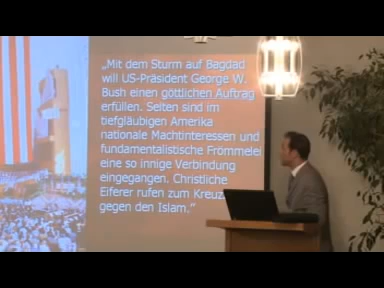 „Mit dem Sturm auf Bagdad
will US-Präsident George W.
Bush einen göttlichen Auftrag
erfüllen. Selten sind im
tiefgläubigen Amerika
nationale Machtinteressen und
fundamentalistische Frömmelei
eine so innige Verbindung
eingegangen. Christliche
Eiferer rufen zum Kreuz
gegen den Islam."